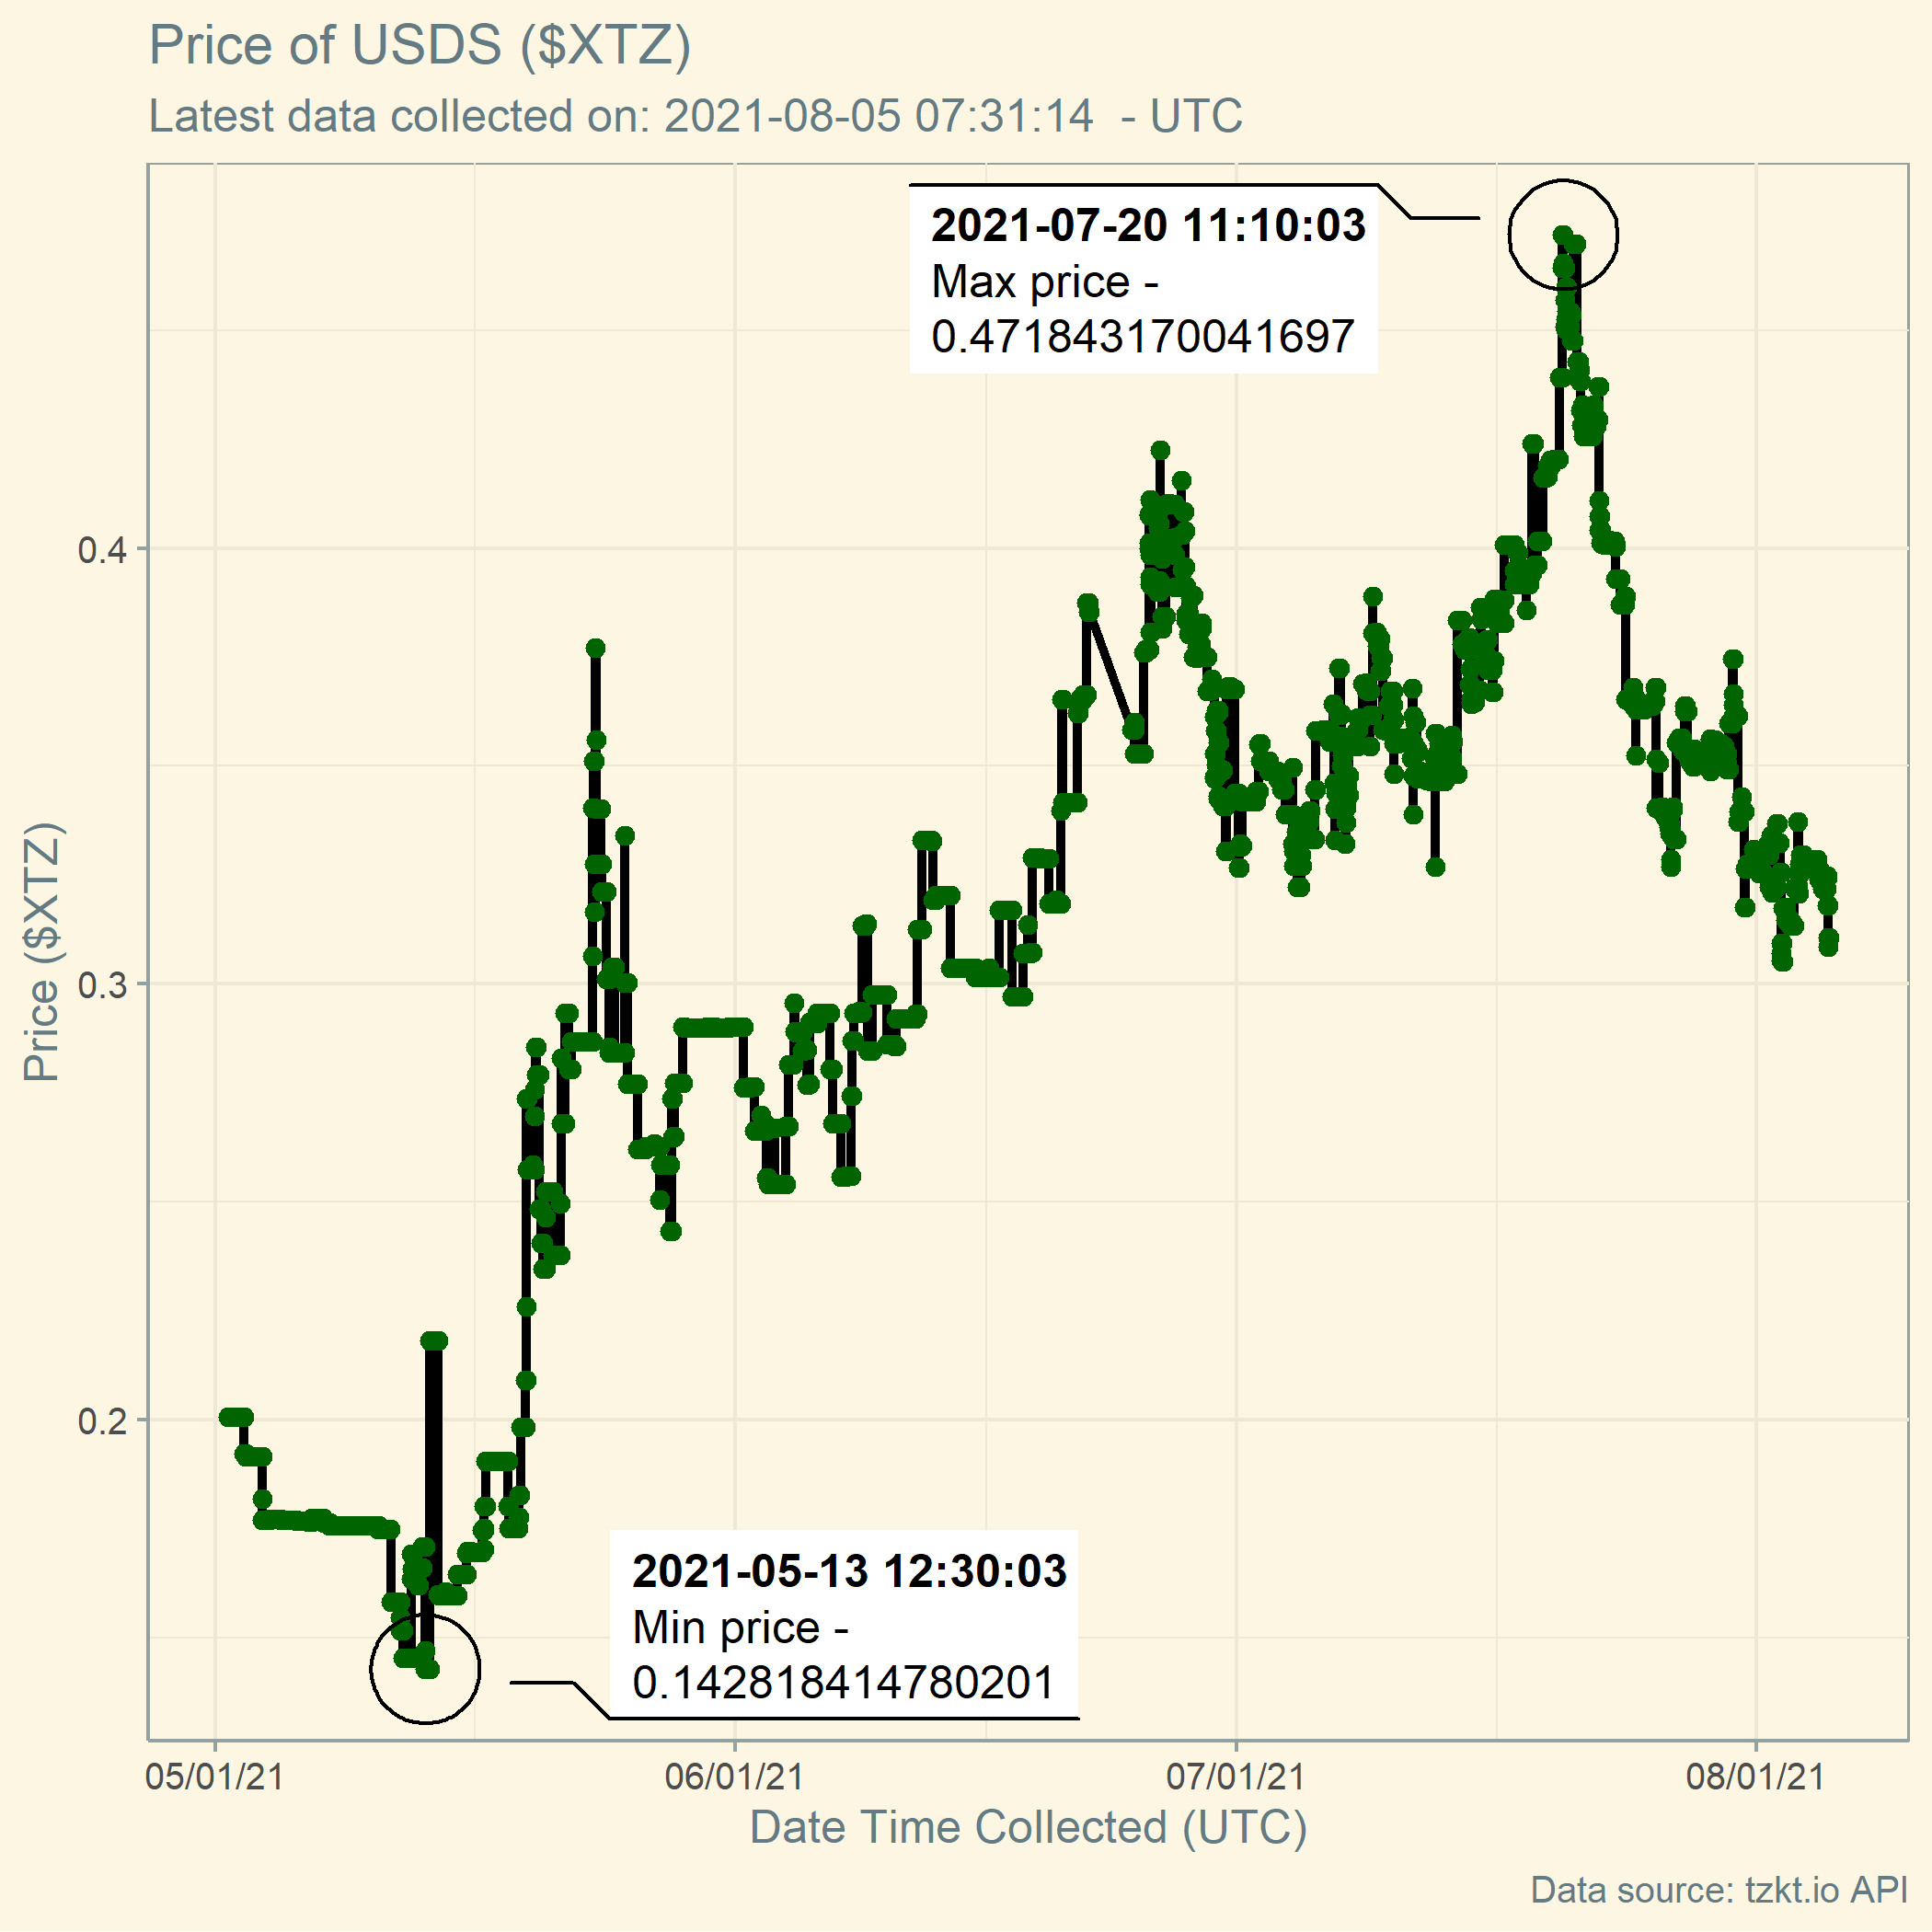 Price of USDS ($XTZ)
Latest data collected on: 2021-08-05 07:31:14  - UTC
2021-07-20 11:10:03
Max price -
0.471843170041697
0.4
0.3
0.2
Price ($XTZ)
2021-05-13 12:30:03
Min price -
0.142818414780201
05/01/21
06/01/21
07/01/21
08/01/21
Date Time Collected (UTC)
Data source: tzkt.io API